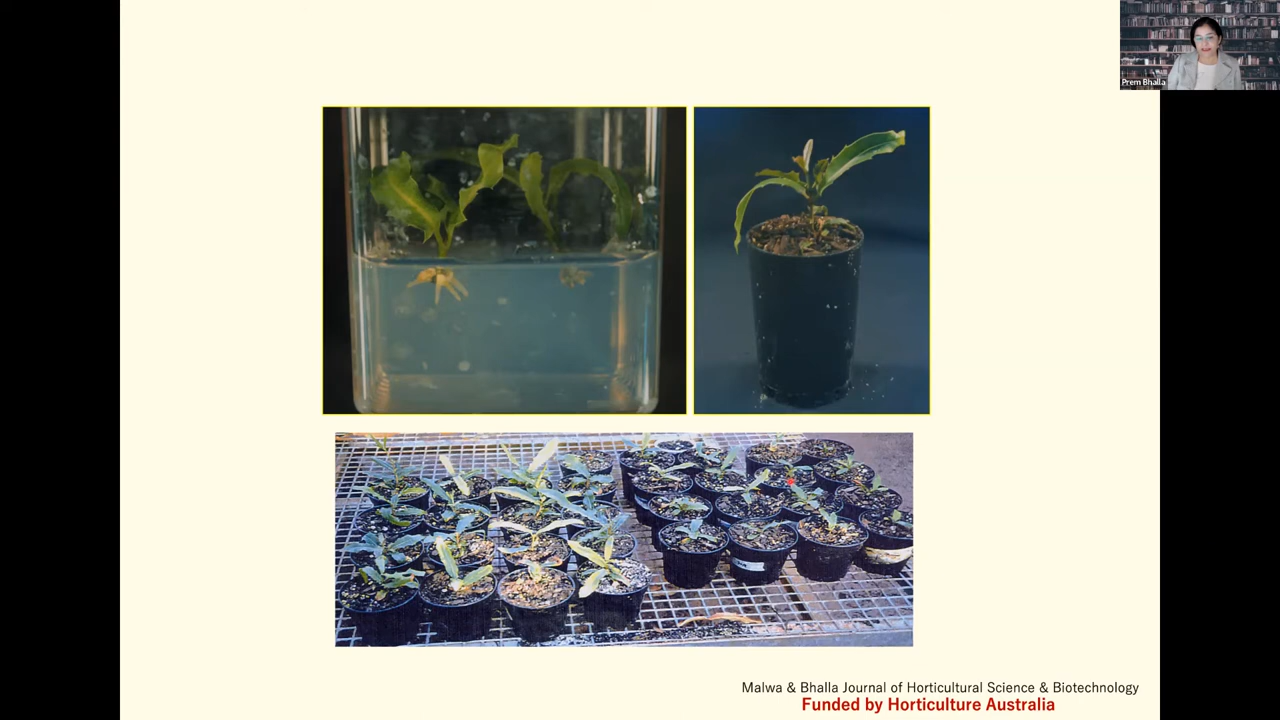 Prem Bhalla
Malwa & Bhalla Journal of Horticultural Science & Biotechnology
Funded by Horticulture Australia